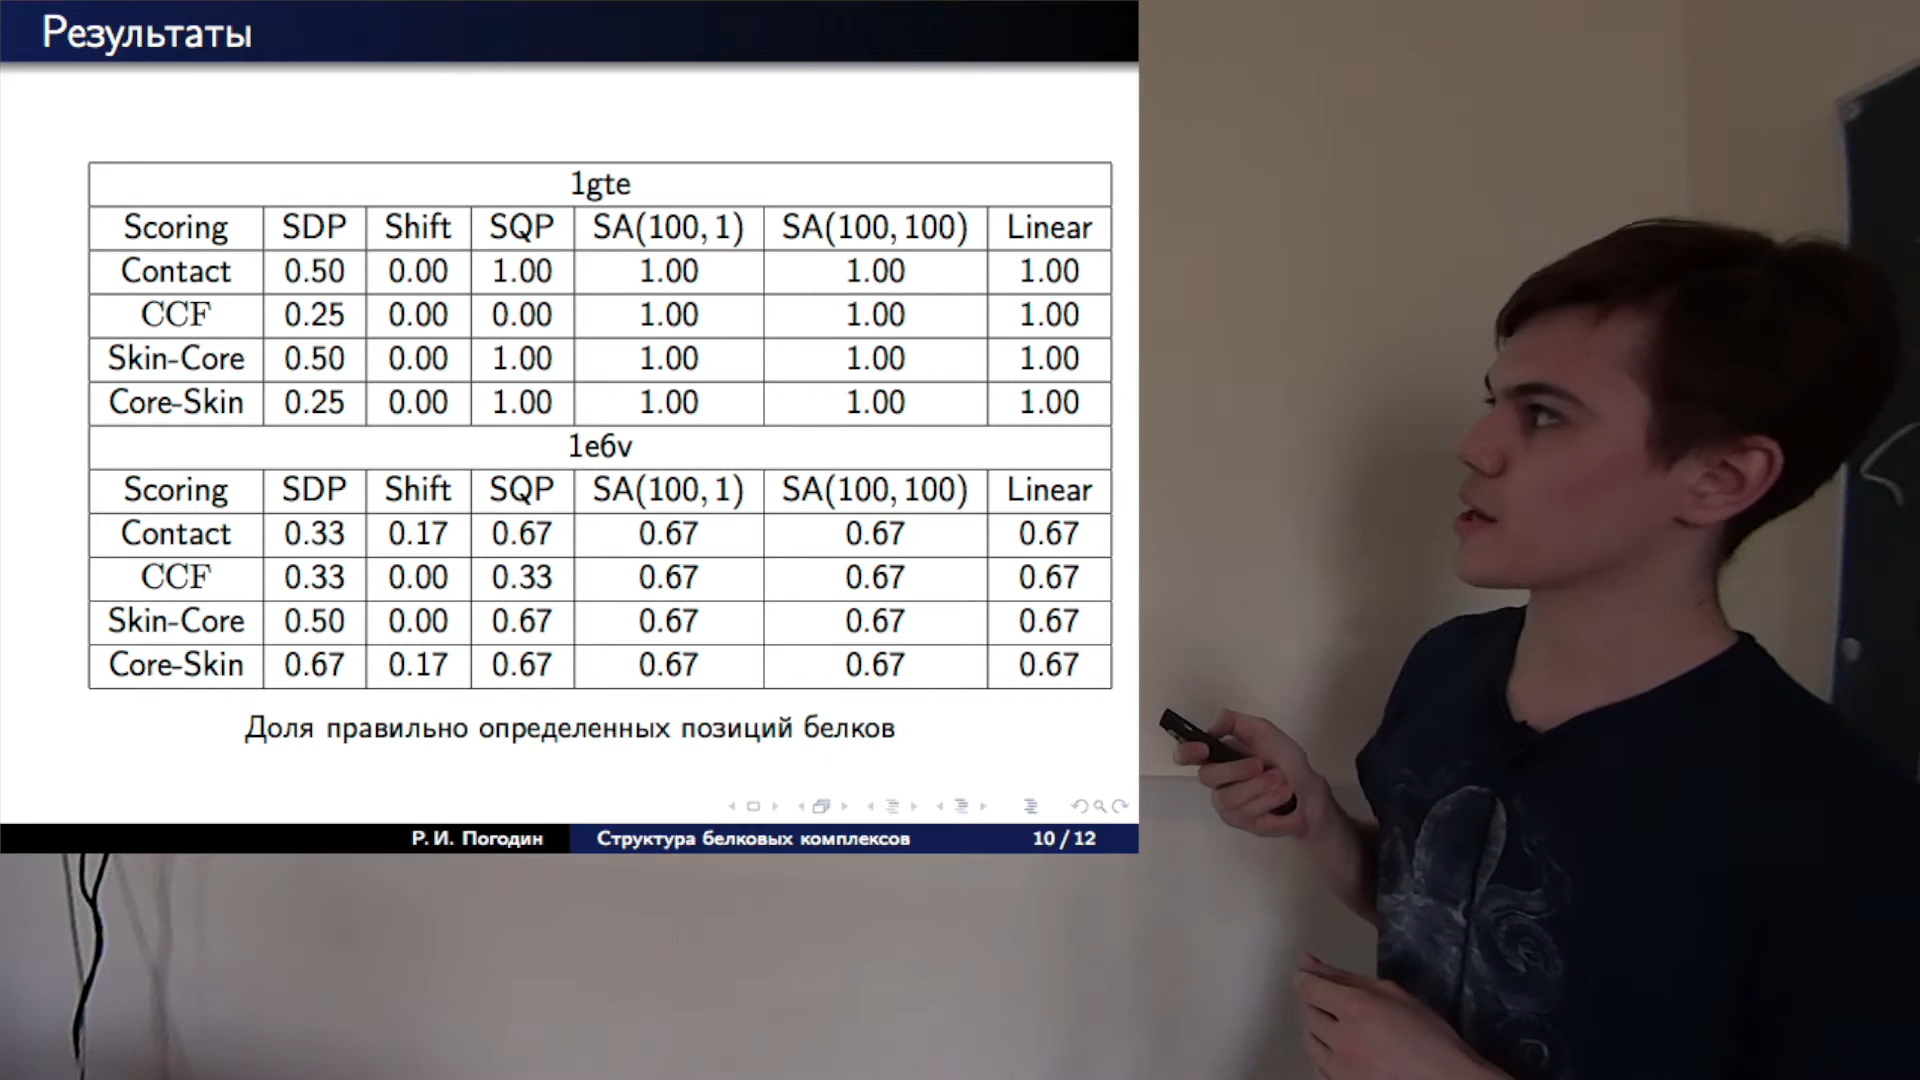 Результаты
1gte
Scoring SDP Shift SQP SA(100, 1) SA(100, 100) Linear
Contact 0.50 0.00 1.00 1.00 1.00 1.00
CCF 0.25 0.00 0.00 1.00 1.00 1.00
Skin-Core 0.50 0.00 1.00 1.00 1.00 1.00
Core-Skin 0.25 0.00 1.00 1.00 1.00 1.00
1e6v
Scoring SDP Shift SQP SA(100, 1) SA(100, 100) Linear
Contact 0.33 0.17 0.67 0.67 0.67 0.67
CCF 0.33 0.00 0.33 0.67 0.67 0.67
Skin-Core 0.50 0.00 0.67 0.67 0.67 0.67
Core-Skin 0.67 0.17 0.67 0.67 0.67 0.67
Доля правильно определенных позиций белков
Р. И. Погодин Структура белковых комплексов 10 / 12